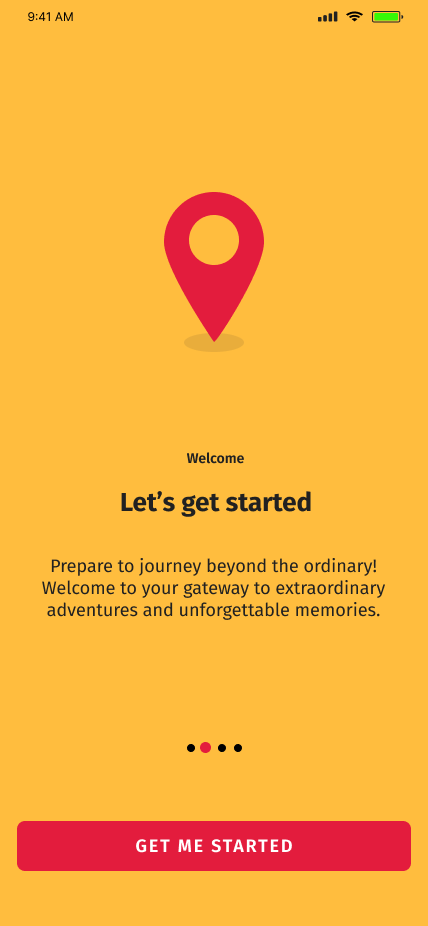 9:41 AM
Welcome
Let’s get started
Prepare to journey beyond the ordinary!
Welcome to your gateway to extraordinary
adventures and unforgettable memories.
GET ME STARTED